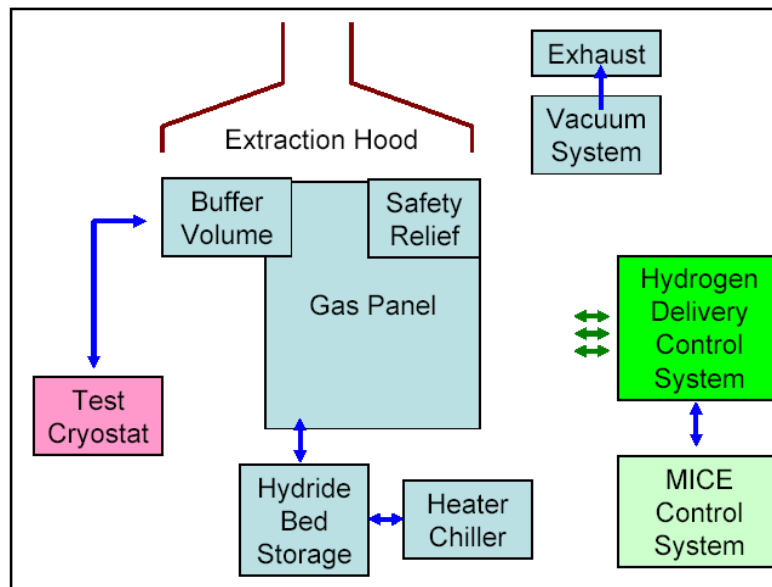 Exhaust
Vacuum
System
Extraction Hood
Buffer
Volume
Safety
Relief
Gas Panel
Hydrogen
Delivery
Control
System
Test
Cryostat
Hydride
Bed
Storage
Heater
Chiller
MICE
Control
System